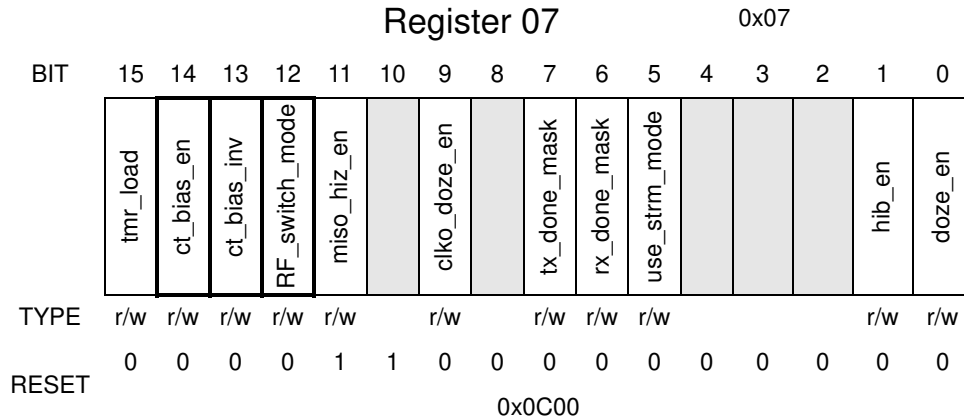 Register 07 0x07
BIT 15 14 13 12 11 10 9 8 7 6 5 4 3 2 1 0
tmr_load
ct_bias_en
ct_bias_inv
RF_switch_mode
miso_hiz_en
clko_doze_en
tx_done_mask
rx_done_mask
use_strm_mode
hib_en
doze_en
TYPE r/w r/w r/w r/w r/w r/w r/w r/w r/w r/w r/w
RESET 0 0 0 0 1 1 0 0 0 0 0 0 0 0 0 0
0x0C00